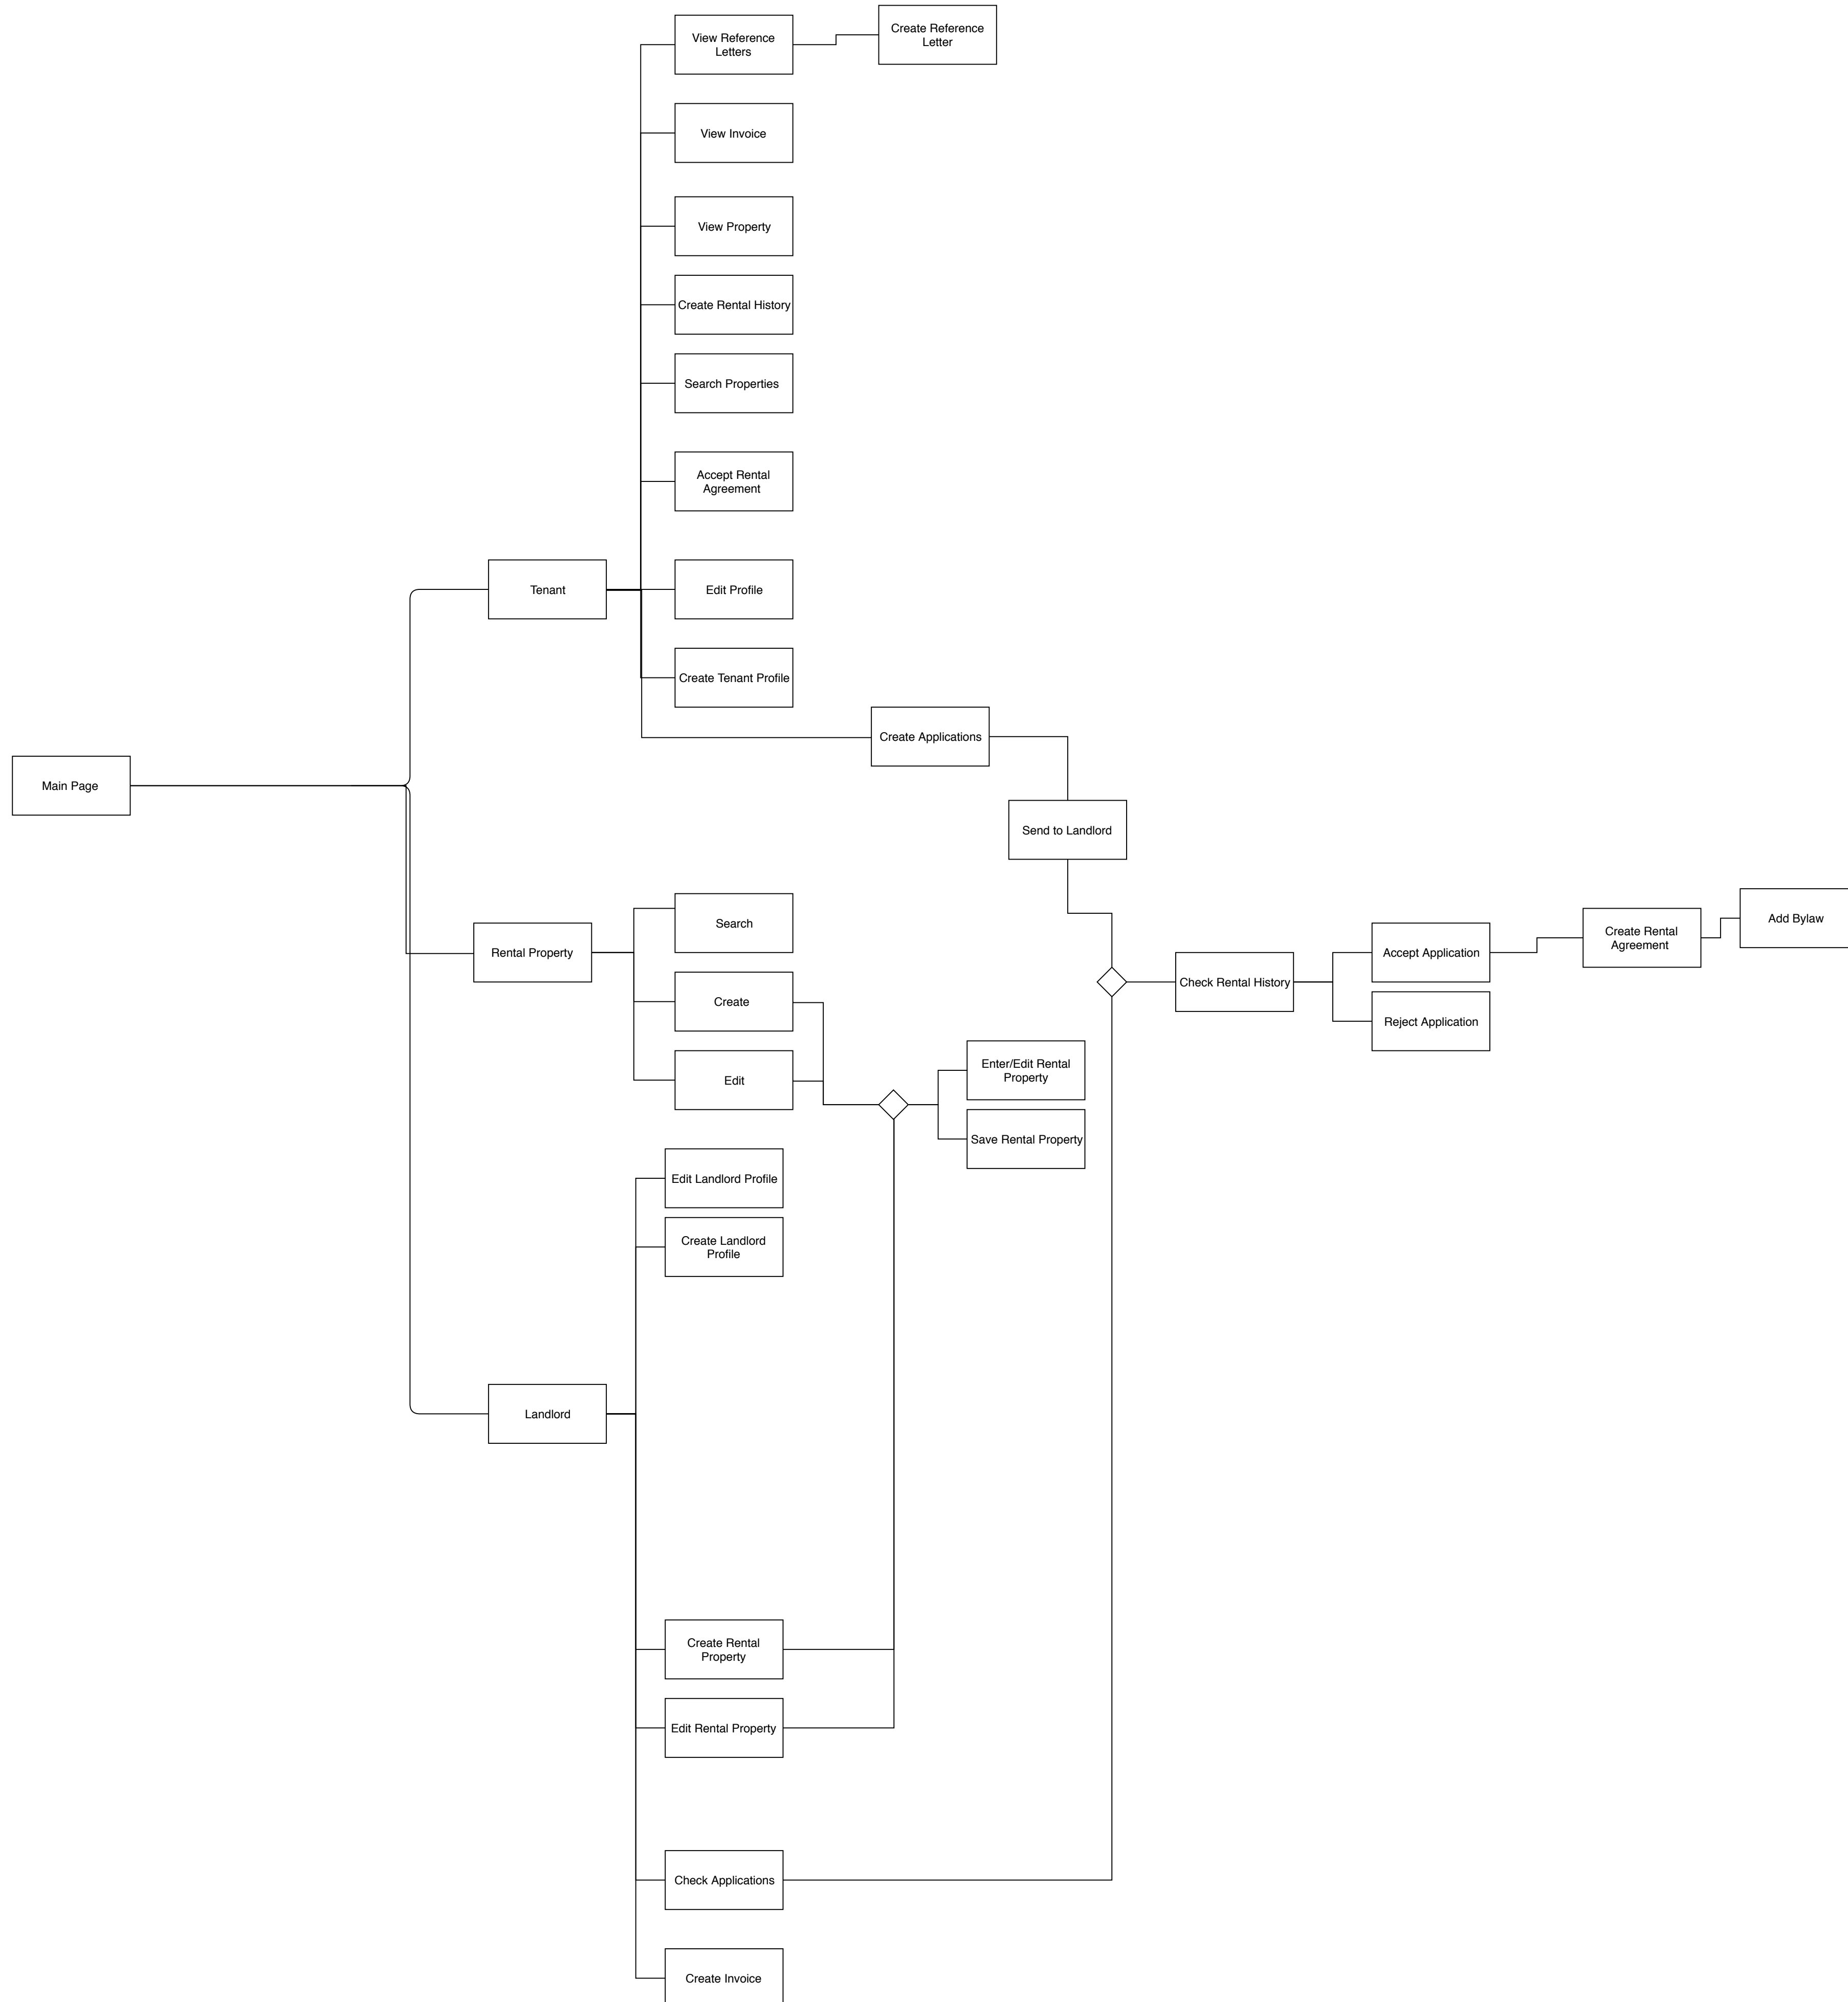 View Reference
Letters
Create Reference
Letter
View Invoice
View Property
Create Rental History
Search Properties
Accept Rental
Agreement
Tenant
Edit Profile
Create Tenant Profile
Create Applications
Main Page
Send to Landlord
Search
Rental Property
Create
Edit
Check Rental History
Accept Application
Reject Application
Create Rental
Agreement
Add Bylaw
Enter/Edit Rental
Property
Save Rental Property
Edit Landlord Profile
Create Landlord
Profile
Landlord
Create Rental
Property
Edit Rental Property
Check Applications
Create Invoice